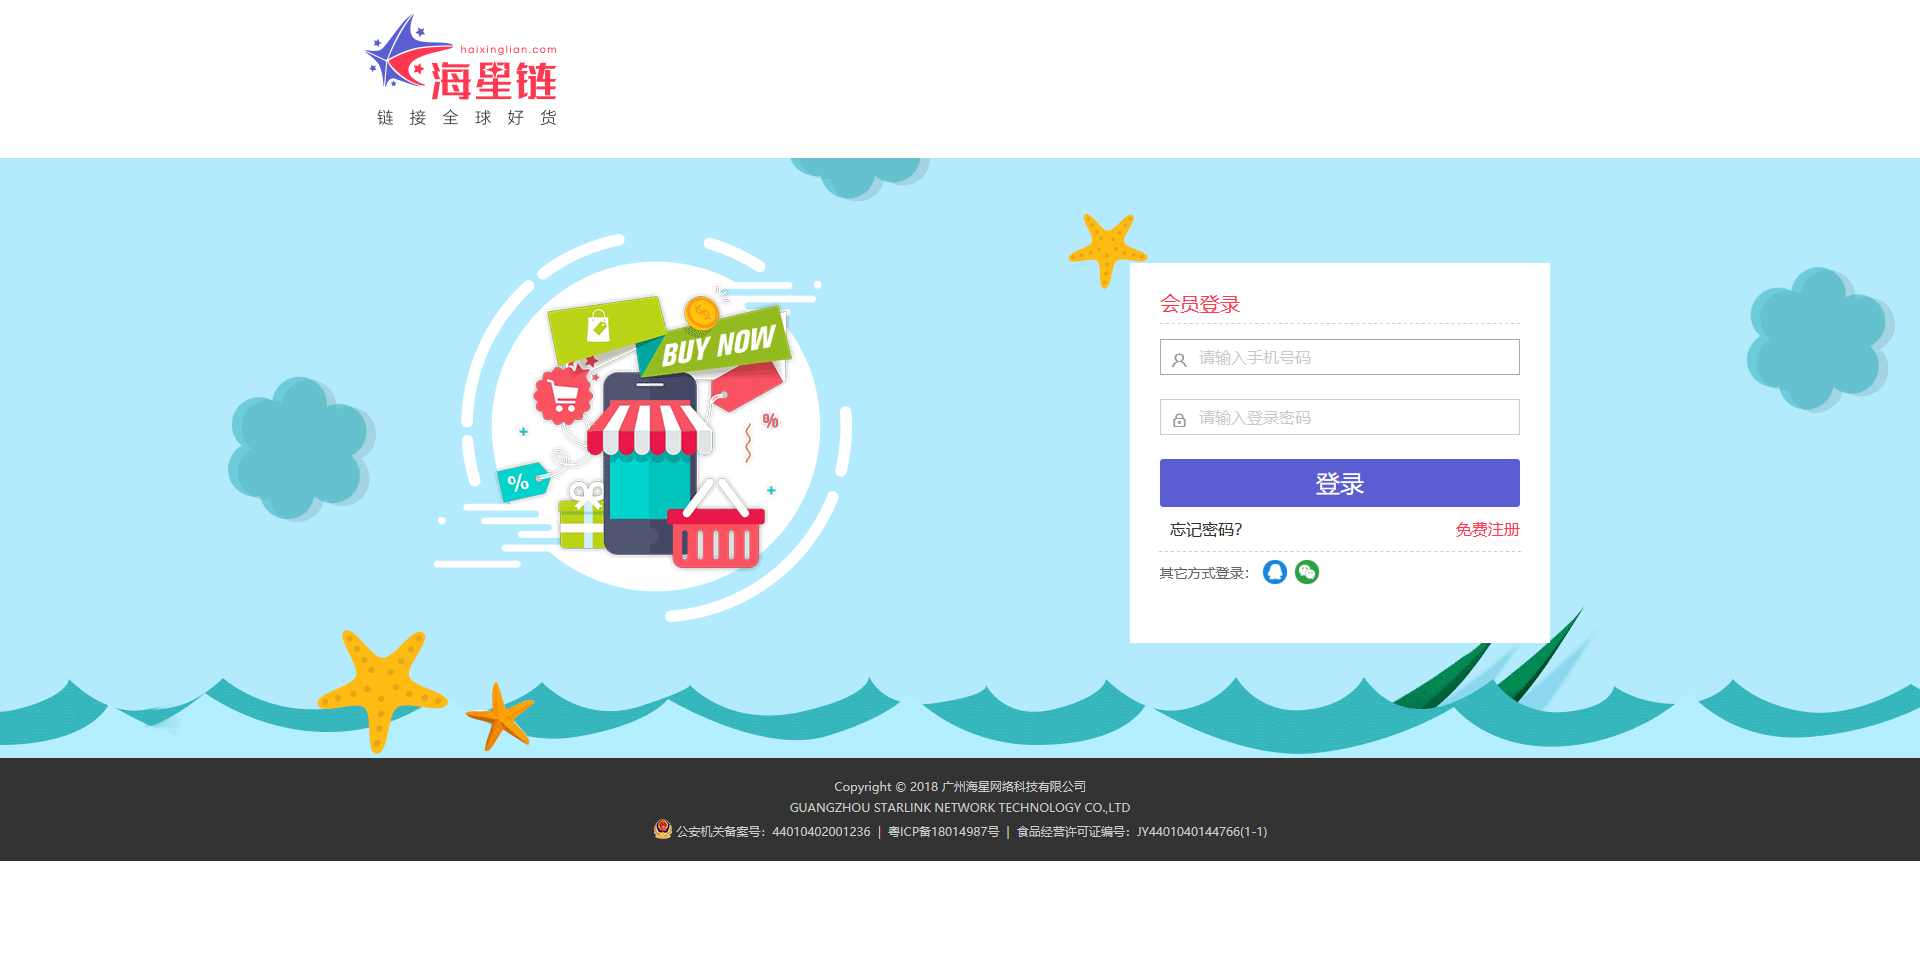 haixinglian.com
海星链
链接全球好货
BUY NOW
%
%
会员登录
请输入手机号码
请输入登录密码
登录
忘记密码？
免费注册
其它方式登录：
Copyright © 2018 广州海星网络科技有限公司
GUANGZHOU STARLINK NETWORK TECHNOLOGY CO.,LTD
公安机关备案号：44010402001236 | 粤ICP备18014987号 | 食品经营许可证编号：JY4401040144766(1-1)